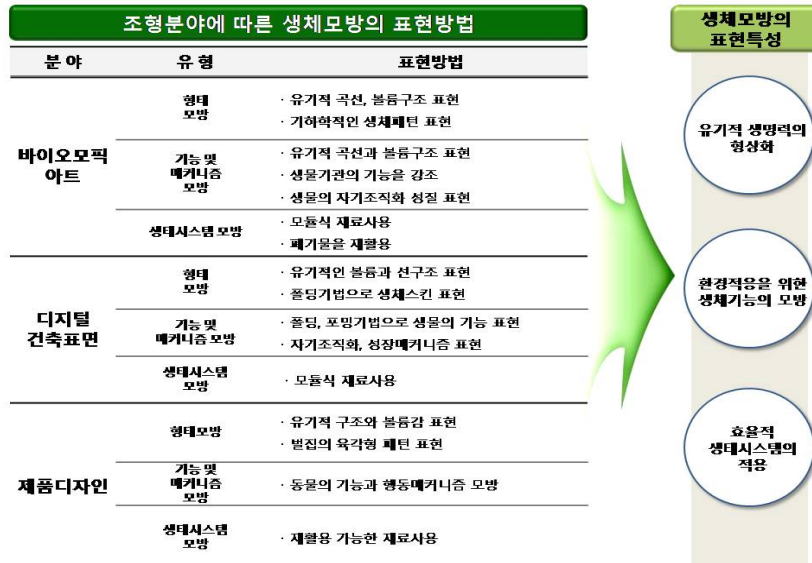 조형분야에 따른 생체모방의 표현방법
분야 유형 표현방법
바이오모픽
아트
형태
모방
· 유기적 곡선, 볼륨구조 표현
· 기하학적인 생체패턴 표현
기능 및
매커니즘
모방
· 유기적 곡선과 볼륨구조 표현
· 생물기관의 기능을 강조
· 생물의 자기조직화 성질 표현
생태시스템 모방
· 모듈식 재료사용
· 폐기물을 재활용
디지털
건축표면
형태
모방
· 유기적인 볼륨과 선구조 표현
· 폴딩기법으로 생체스킨 표현
기능 및
매커니즘 모방
· 폴딩, 포밍기법으로 생물의 기능 표현
· 자기조직화, 성장매커니즘 표현
생태시스템
모방
· 모듈식 재료사용
제품디자인
형태모방
· 유기적 구조와 볼륨감 표현
· 벌집의 육각형 패턴 표현
기능 및
매커니즘
모방
· 동물의 기능과 행동매커니즘 모방
생태시스템
모방
· 재활용 가능한 재료사용
생체모방의
표현특성
유기적 생명력의
형상화
환경적응을 위한
생체기능의 모방
효율적
생태시스템의
적용